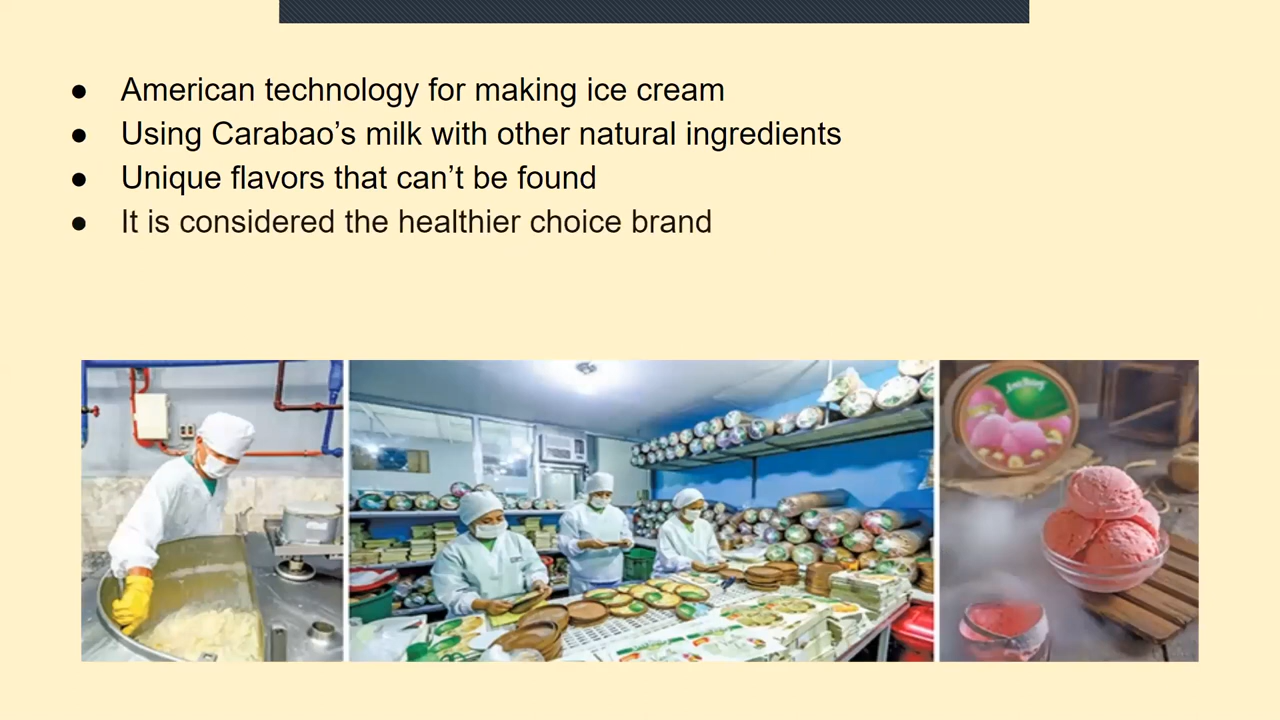 ● American technology for making ice cream
● Using Carabao’s milk with other natural ingredients
● Unique flavors that can’t be found
● It is considered the healthier choice brand